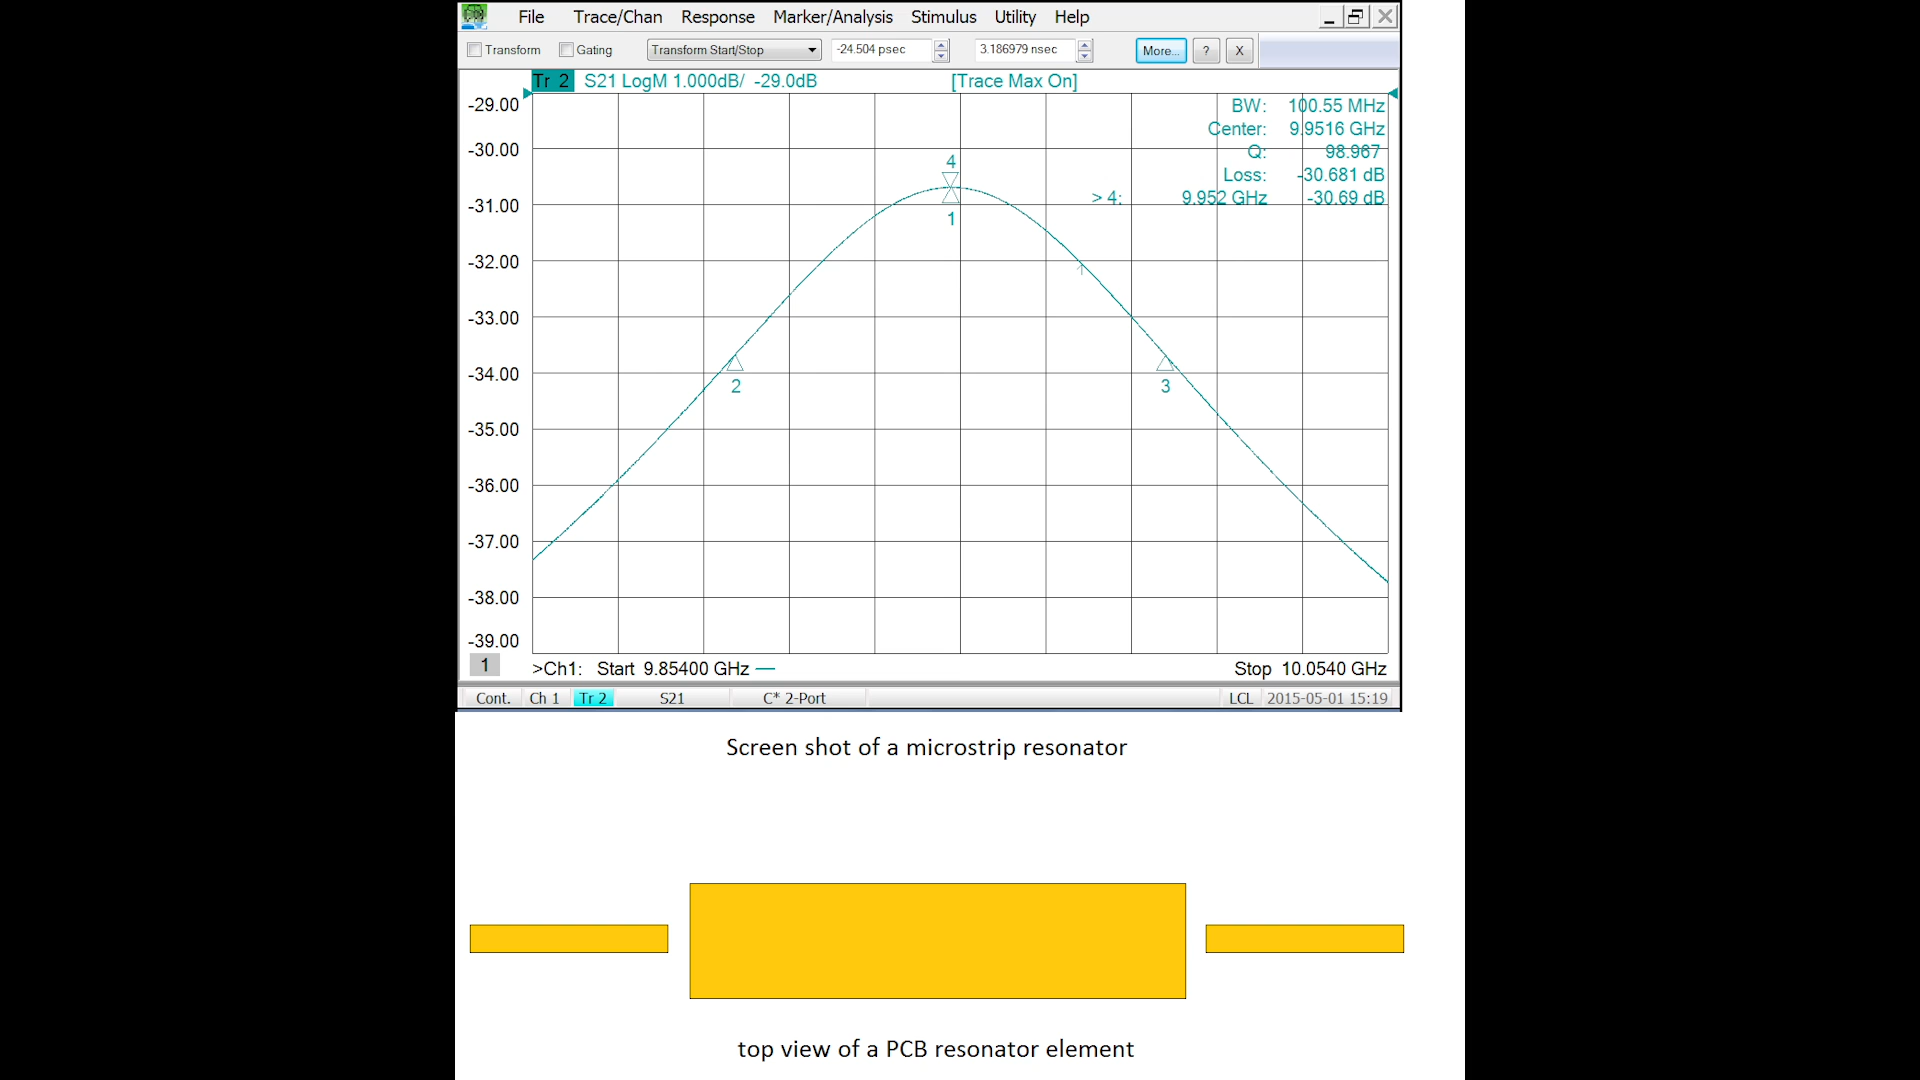 File Trace/Chan Response Marker/Analysis Stimulus Utility Help
Transform Gating Transform Start/Stop -24.504 psec 3.186979 nsec More... ? X
Tr 2 S21 LogM 1.000dB/ -29.0dB [Trace Max On]
-29.00
-30.00
-31.00
-32.00
-33.00
-34.00
-35.00
-36.00
-37.00
-38.00
-39.00
BW: 100.55 MHz
Center: 9.9516 GHz
Q: 98.967
Loss: -30.681 dB
> 4: 9.952 GHz -30.69 dB
4
1
2
3
1
>Ch1: Start 9.85400 GHz
Stop 10.0540 GHz
Cont. Ch 1 Tr 2 S21 C* 2-Port LCL 2015-05-01 15:19
Screen shot of a microstrip resonator
top view of a PCB resonator element